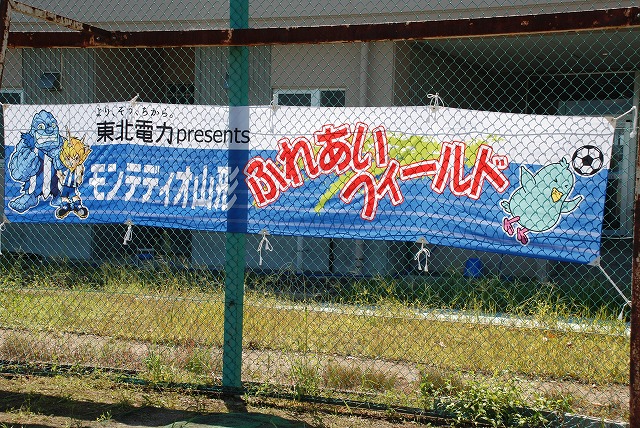 より、そっ、ちから。
東北電力presents
モンテディオ山形
ふれあい
フィールド